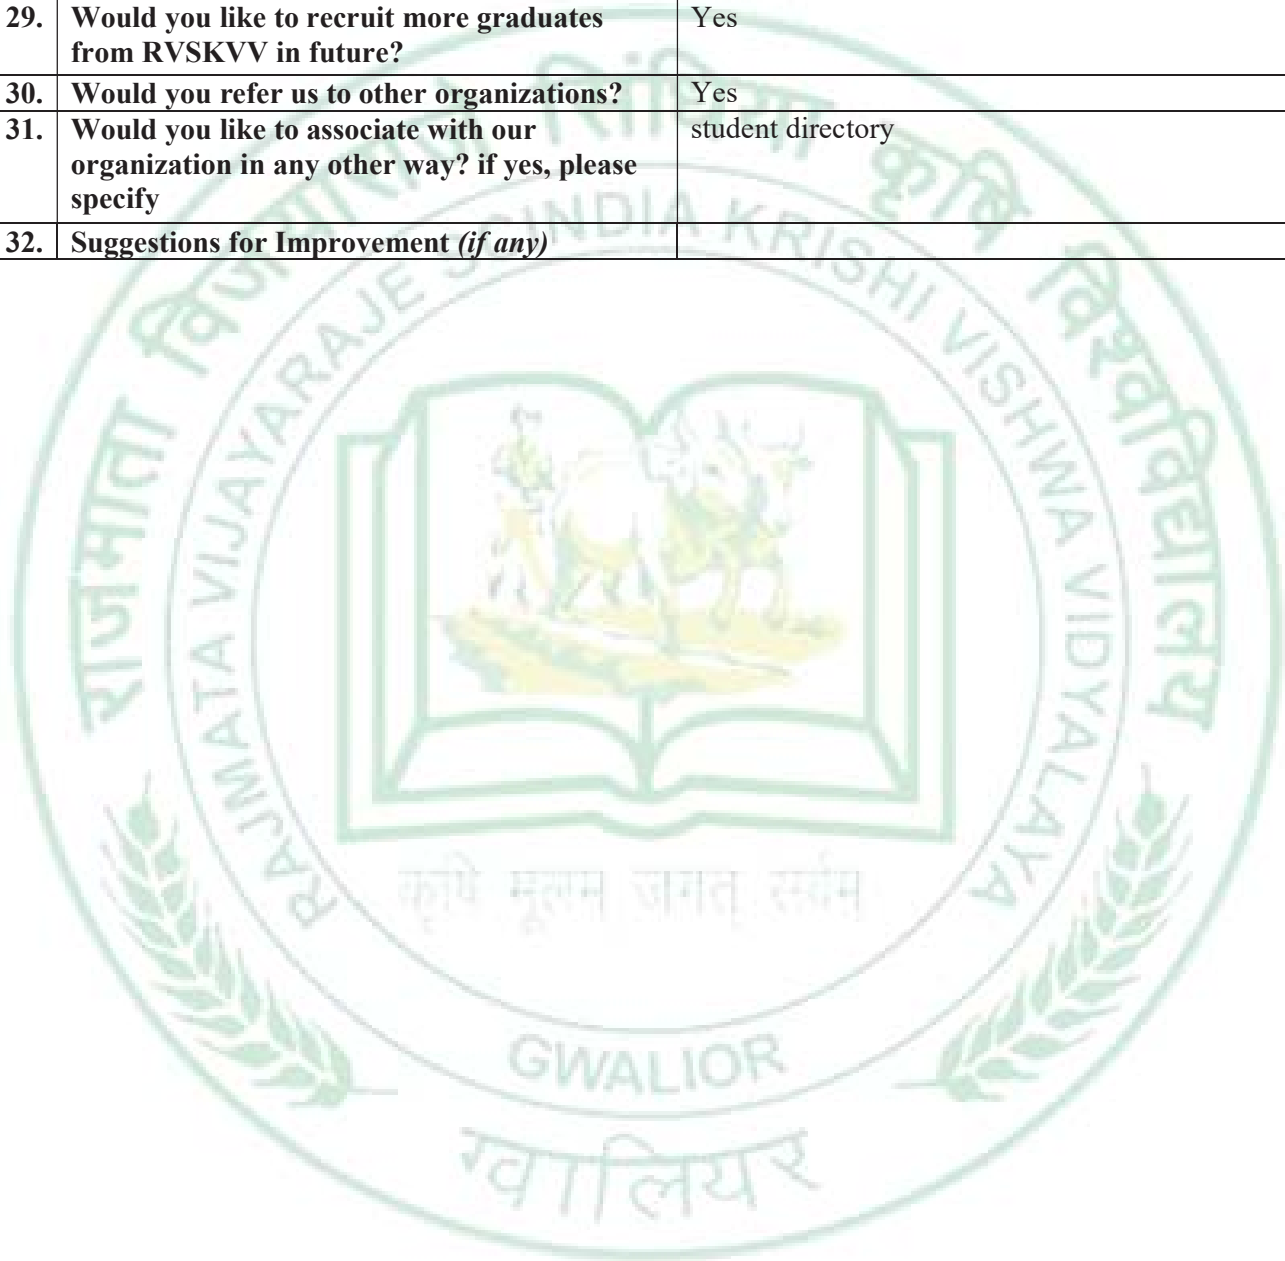 29. Would you like to recruit more graduates Yes
from RVSKVV in future?
30. Would you refer us to other organizations? Yes
31. Would you like to associate with our student directory
organization in any other way? if yes, please
specify
32. Suggestions for Improvement (if any)
राजमाता विजयाराजे सिंधिया कृषि विश्वविद्यालय
RAJMATA VIJAYARAJE SCINDIA KRISHI VISHWA VIDYALAYA
GWALIOR
ग्वालियर